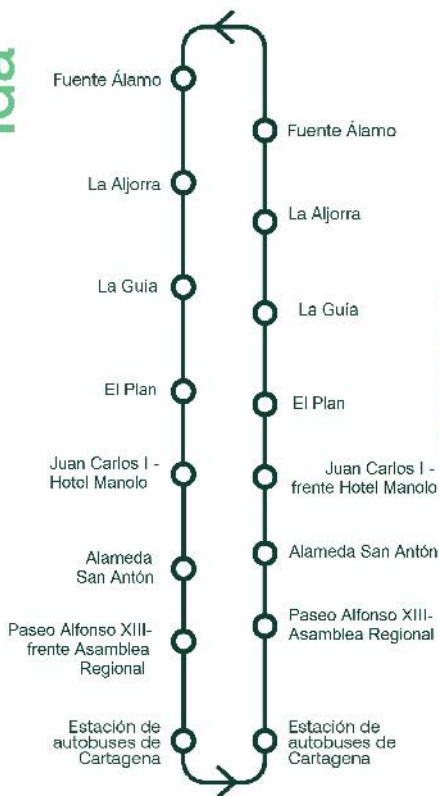 Ida
Fuente Álamo
La Aljorra
La Guia
El Plan
Juan Carlos I -
Hotel Manolo
Alameda
San Antón
Paseo Alfonso XIII-
frente Asamblea
Regional
Estación de
autobuses de
Cartagena
Fuente Álamo
La Aljorra
La Guía
El Plan
Juan Carlos I -
frente Hotel Manolo
Alameda San Antón
Paseo Alfonso XIII-
Asamblea Regional
Estación de
autobuses de
Cartagena